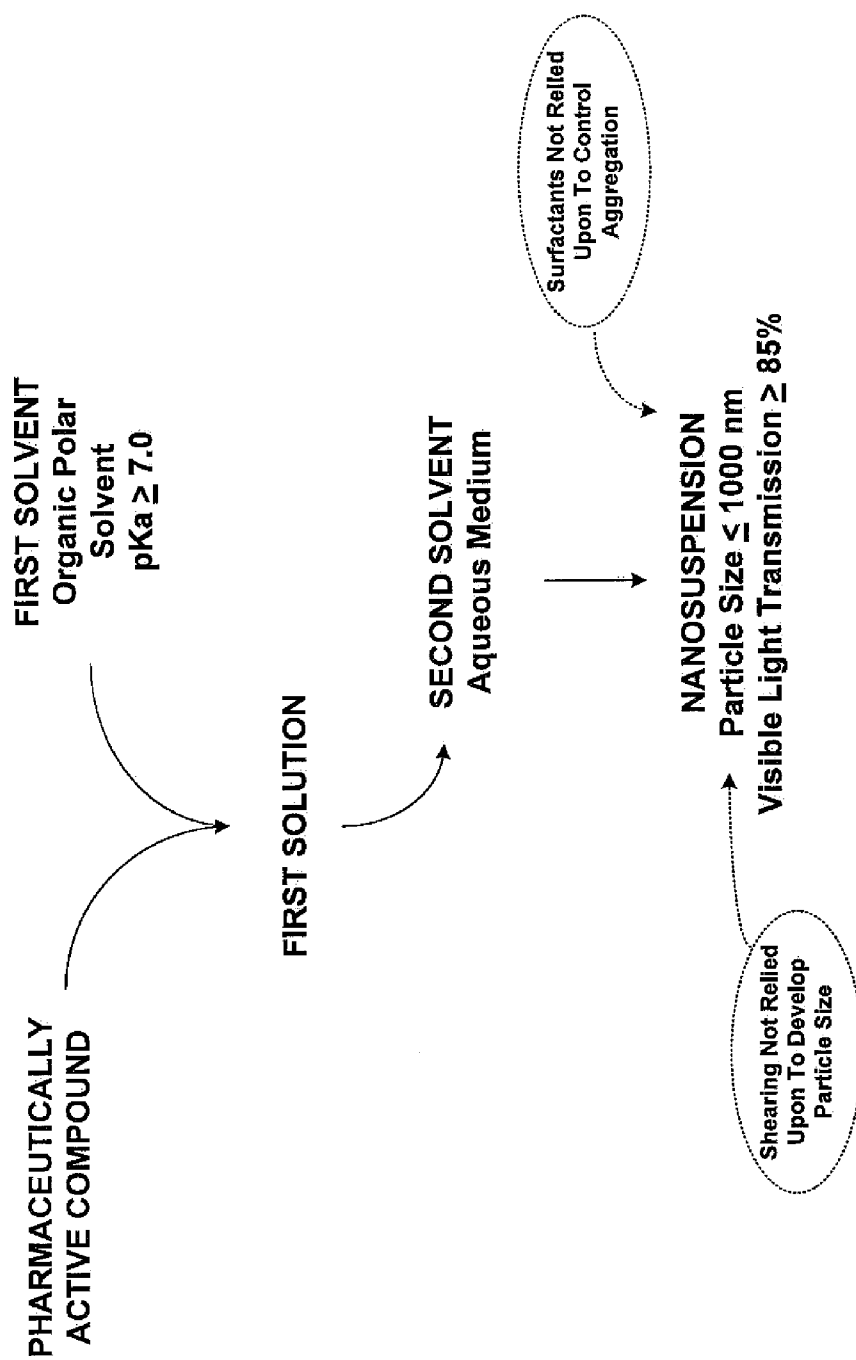 PHARMACEUTICALLY
ACTIVE COMPOUND
FIRST SOLVENT
Organic Polar
Solvent
pKa ≥ 7.0
FIRST SOLUTION
SECOND SOLVENT
Aqueous Medium
Surfactants Not Relied
Upon To Control
Aggregation
NANOSUSPENSION
Particle Size ≤ 1000 nm
Visible Light Transmission ≥ 85%
Shearing Not Relied
Upon To Develop
Particle Size